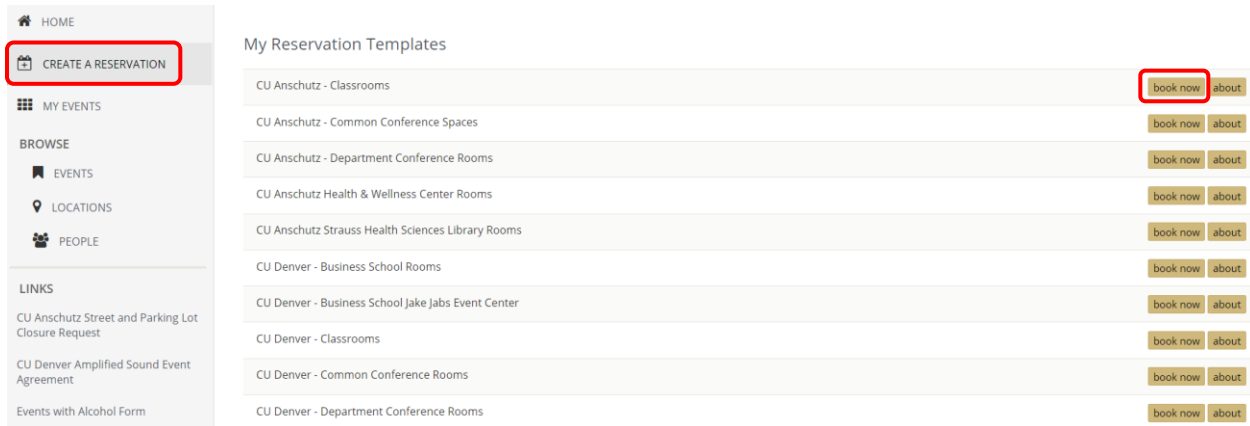 HOME
CREATE A RESERVATION
MY EVENTS
BROWSE
EVENTS
LOCATIONS
PEOPLE
LINKS
CU Anschutz Street and Parking Lot
Closure Request
CU Denver Amplified Sound Event
Agreement
Events with Alcohol Form
My Reservation Templates
CU Anschutz - Classrooms book now about
CU Anschutz - Common Conference Spaces book now about
CU Anschutz - Department Conference Rooms book now about
CU Anschutz Health & Wellness Center Rooms book now about
CU Anschutz Strauss Health Sciences Library Rooms book now about
CU Denver - Business School Rooms book now about
CU Denver - Business School Jake Jabs Event Center book now about
CU Denver - Classrooms book now about
CU Denver - Common Conference Rooms book now about
CU Denver - Department Conference Rooms book now about